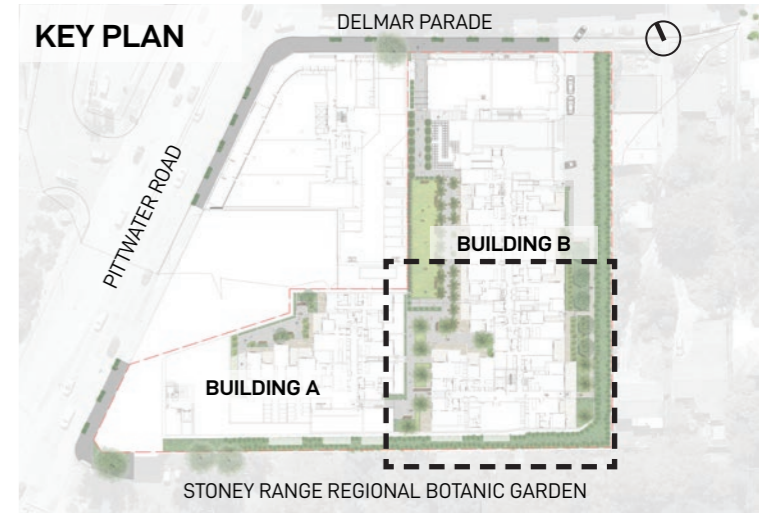 KEY PLAN
DELMAR PARADE
PITTWATER ROAD
BUILDING B
BUILDING A
STONEY RANGE REGIONAL BOTANIC GARDEN